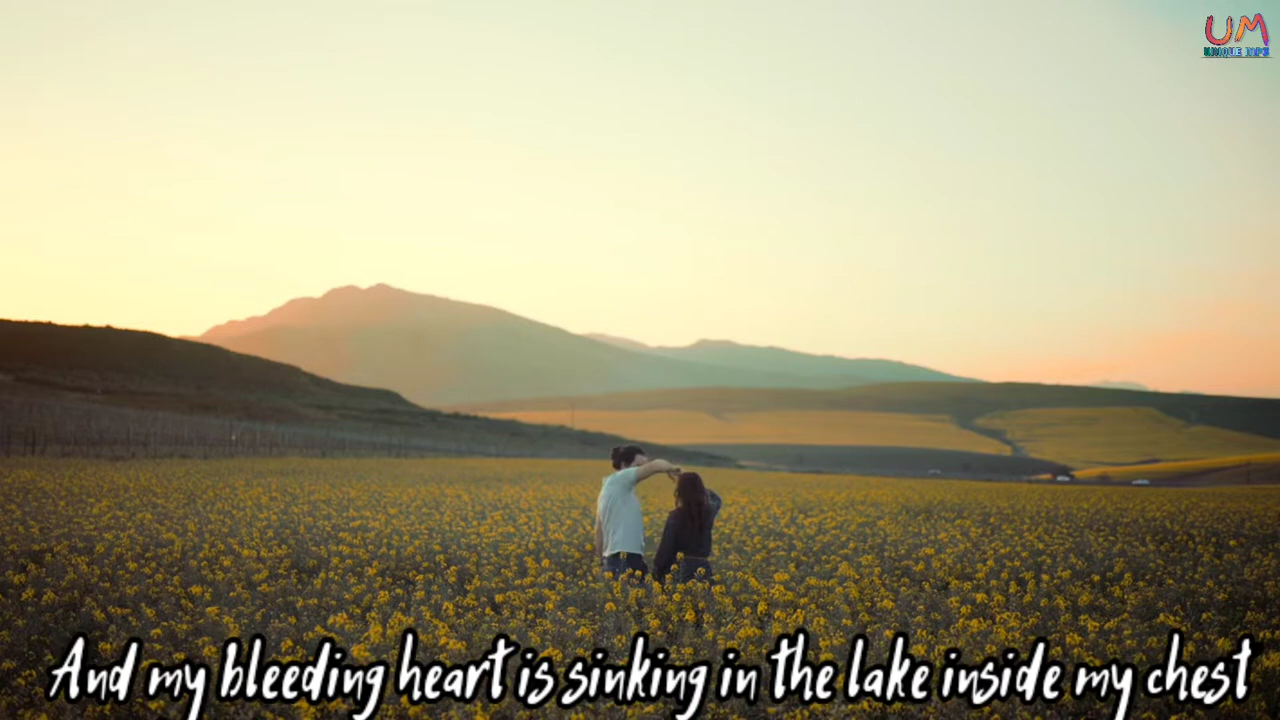 UM
UNIQUE MP3
And my bleeding heart is sinking in the lake inside my chest